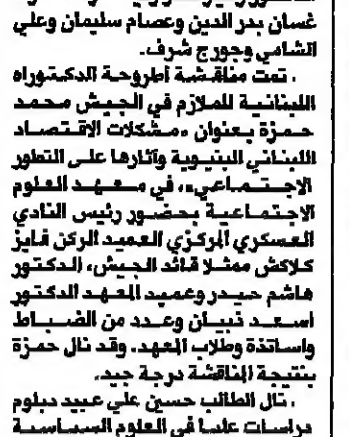 غسان بدر الدين وعصام سليمان وعلي
الشامي وجورج شرف.
. تمت مناقشة اطروحة الدكتوراه
اللبنانية للملازم في الجيش محمد
حمزة بعنوان «مشكلات الاقتصاد
اللبناني البنيوية وآثارها على التطور
الاجتماعي»، في معهد العلوم
الاجتماعية بحضور رئيس النادي
العسكري المركزي العميد الركن فايز
كلاكش ممثلا قائد الجيش، الدكتور
هاشم حيدر وعميد المعهد الدكتور
اسعد ذبيان وعدد من الضباط
واساتذة وطلاب المعهد. وقد نال حمزة
بنتيجة المناقشة درجة جيد.
. نال الطالب حسين علي عبيد دبلوم
دراسات عليا في العلوم السياسية